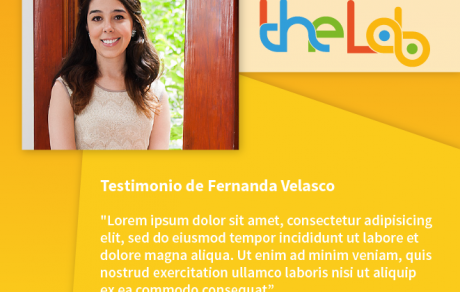 theLab
Testimonio de Fernanda Velasco
"Lorem ipsum dolor sit amet, consectetur adipisicing
elit, sed do eiusmod tempor incididunt ut labore et
dolore magna aliqua. Ut enim ad minim veniam, quis
nostrud exercitation ullamco laboris nisi ut aliquip
ex ea commodo consequat”